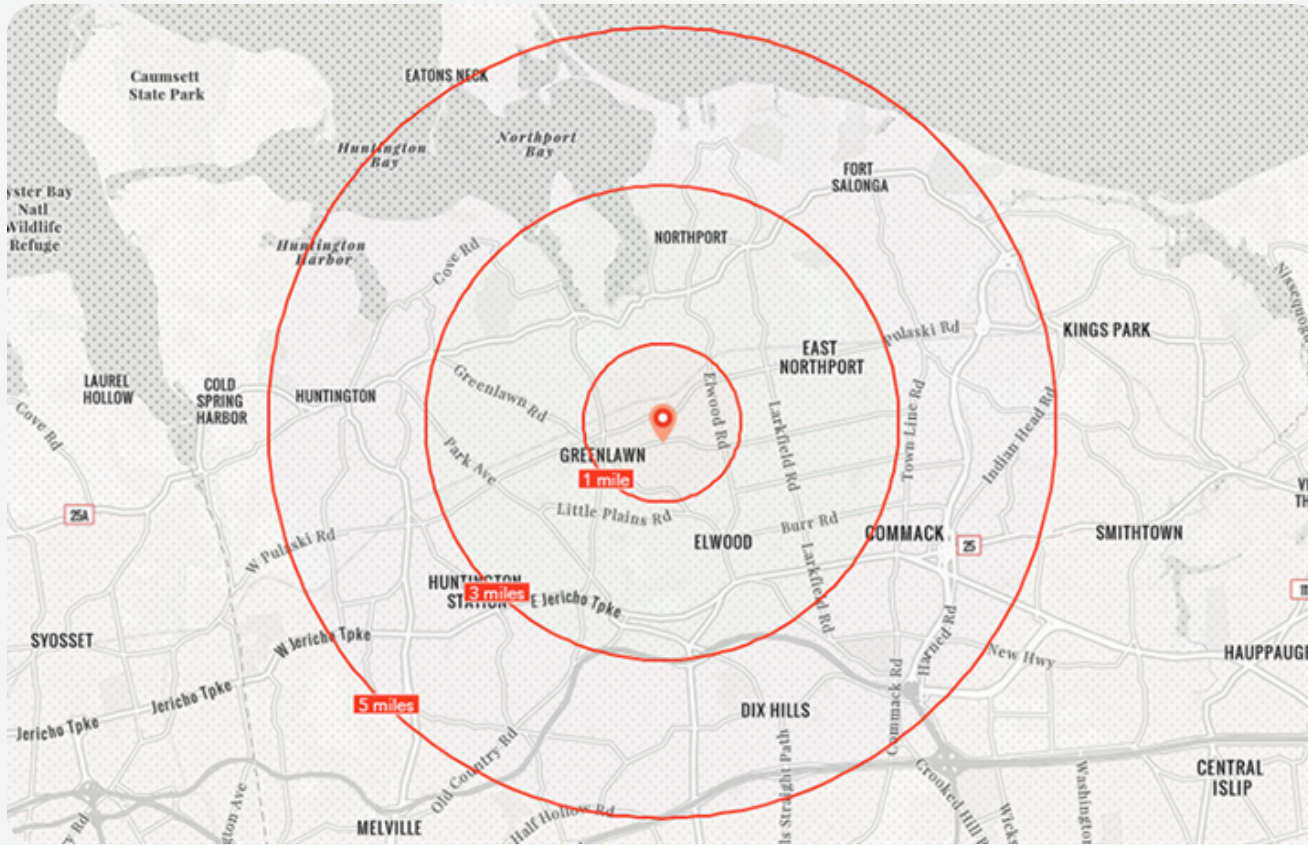 Caumsett
State Park
EATONS NECK
Northport
Bay
Huntington
Bay
FORT
SALONGA
Natl
Wildlife
Refuge
Huntington
Harbor
Cove Rd
NORTHPORT
Pulaski Rd
KINGS PARK
EAST
NORTHPORT
LAUREL
HOLLOW
COLD
SPRING
HARBOR
HUNTINGTON
Greenlawn Rd
Elwood Rd
Larkfield Rd
Town Line Rd
Indian Head Rd
Cove Rd
Park Ave
GREENLAWN
1 mile
25A
Little Plains Rd
Burr Rd
W Pulaski Rd
ELWOOD
COMMACK
25
SMITHTOWN
HUNTINGTON
STATION
3 miles
E Jericho Tpke
Larkfield Rd
SYOSSET
W Jericho Tpke
Harned Rd
New Hwy
HAUPPAUGE
Jericho Tpke
Jericho Tpke
5 miles
DIX HILLS
Commack Rd
Old Country Rd
Straight Path
Crooked Hill
CENTRAL
ISLIP
Washington
MELVILLE
Half Hollow Rd